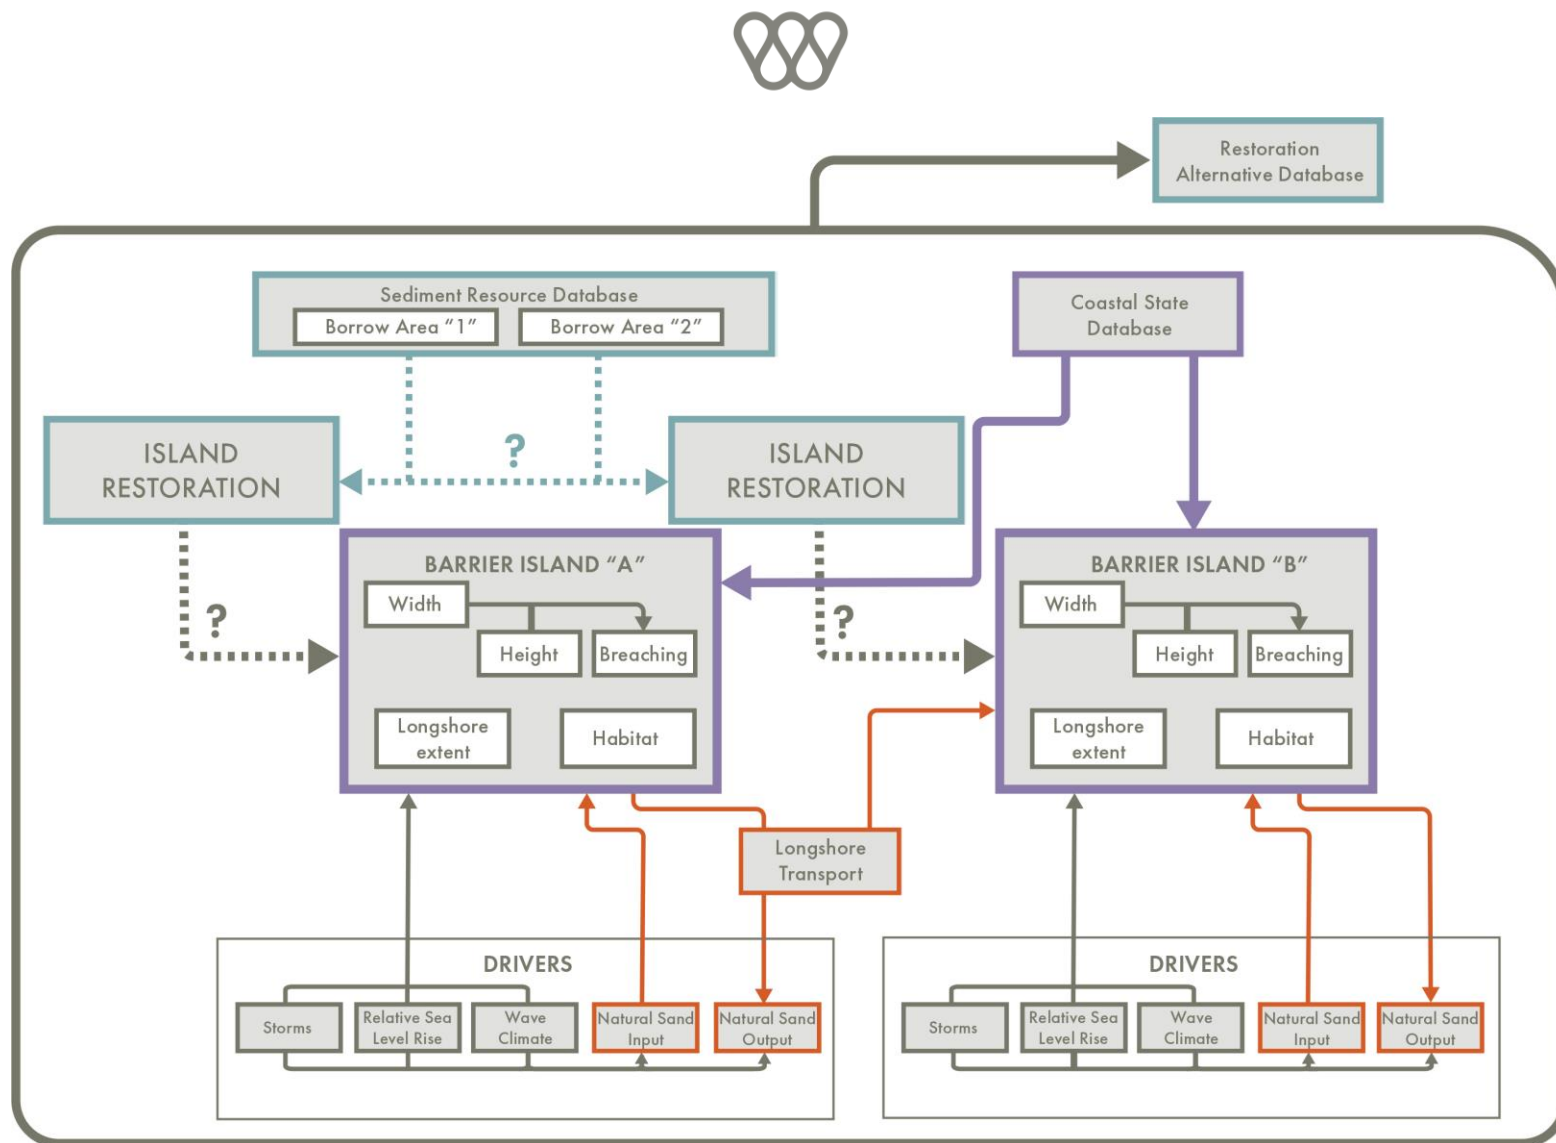 Restoration
Alternative Database
Sediment Resource Database
Borrow Area “1”
Borrow Area “2”
Coastal State
Database
ISLAND
RESTORATION
?
ISLAND
RESTORATION
BARRIER ISLAND “A”
Width
Height
Breaching
Longshore
extent
Habitat
?
?
BARRIER ISLAND “B”
Width
Height
Breaching
Longshore
extent
Habitat
Longshore
Transport
DRIVERS
Storms
Relative Sea
Level Rise
Wave
Climate
Natural Sand
Input
Natural Sand
Output
DRIVERS
Storms
Relative Sea
Level Rise
Wave
Climate
Natural Sand
Input
Natural Sand
Output